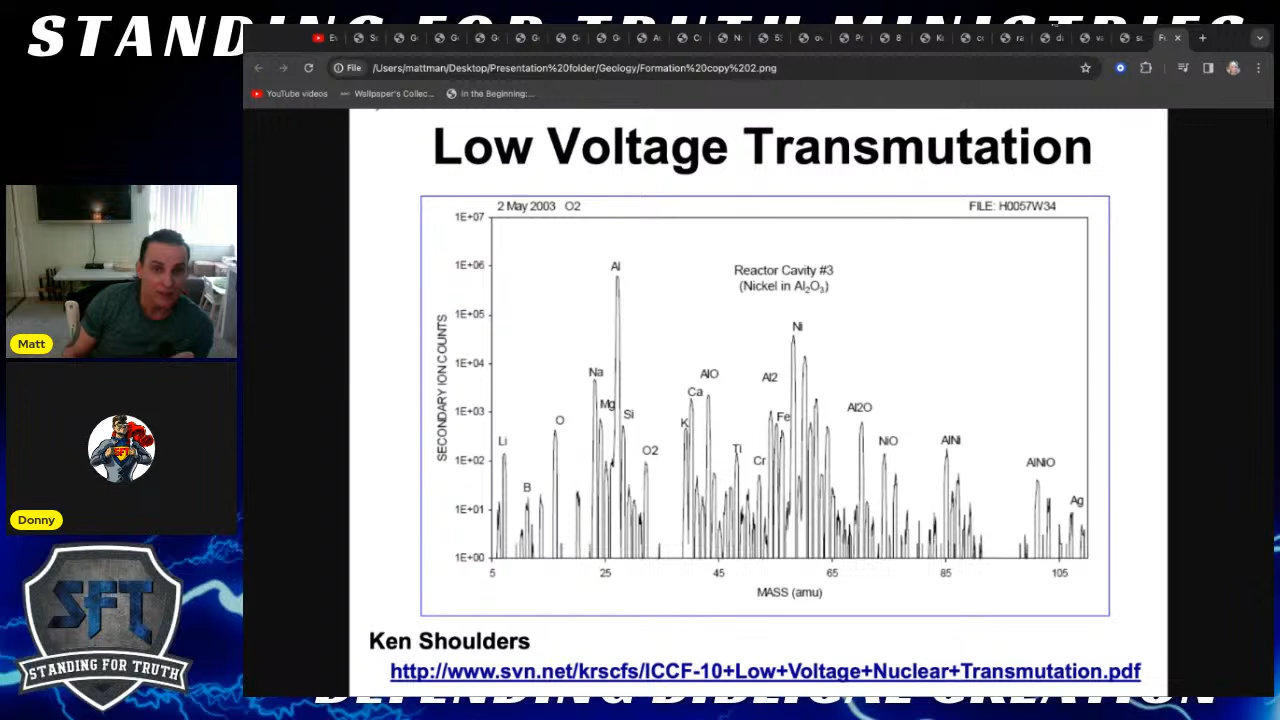 STANDING FOR TRUTH MINISTRIES
File
/Users/mattman/Desktop/Presentation%20folder/Geology/Formation%20copy%202.png
YouTube videos
Wallpaper's Collec...
In the Beginning:...
Low Voltage Transmutation
2 May 2003 O2
FILE: H0057W34
1E+07
1E+06
1E+05
1E+04
1E+03
1E+02
1E+01
1E+00
SECONDARY ION COUNTS
Reactor Cavity #3
(Nickel in Al₂O₃)
Li
B
O
Na
Mg
Al
Si
O2
K
Ca
AlO
Ti
Cr
Al2
Fe
Ni
Al2O
NiO
AlNi
AlNiO
Ag
5
25
45
65
85
105
MASS (amu)
Ken Shoulders
http://www.svn.net/krscfs/ICCF-10+Low+Voltage+Nuclear+Transmutation.pdf
Matt
SFT
Donny
SFT
STANDING FOR TRUTH
DEFENDING BIBLICAL CREATION